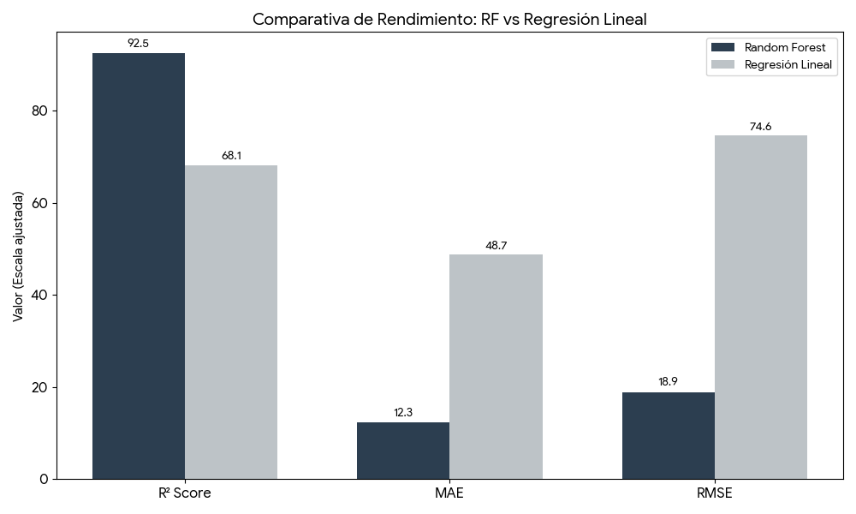 Comparativa de Rendimiento: RF vs Regresión Lineal
Random Forest
Regresión Lineal
Valor (Escala ajustada)
80
60
40
20
0
92.5
68.1
12.3
48.7
18.9
74.6
R² Score
MAE
RMSE